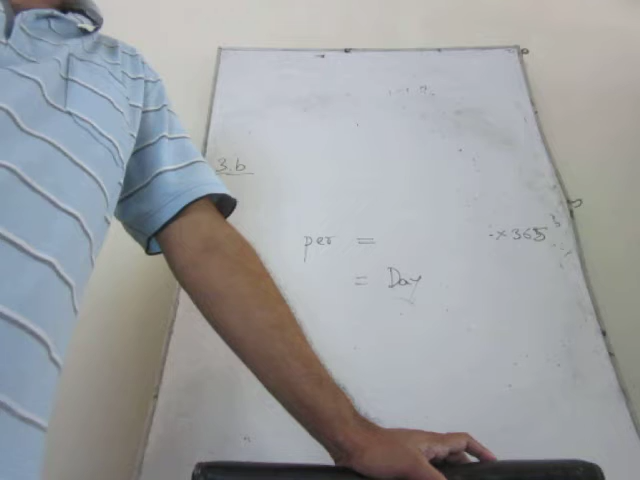 3.b
per = × 365
= Day